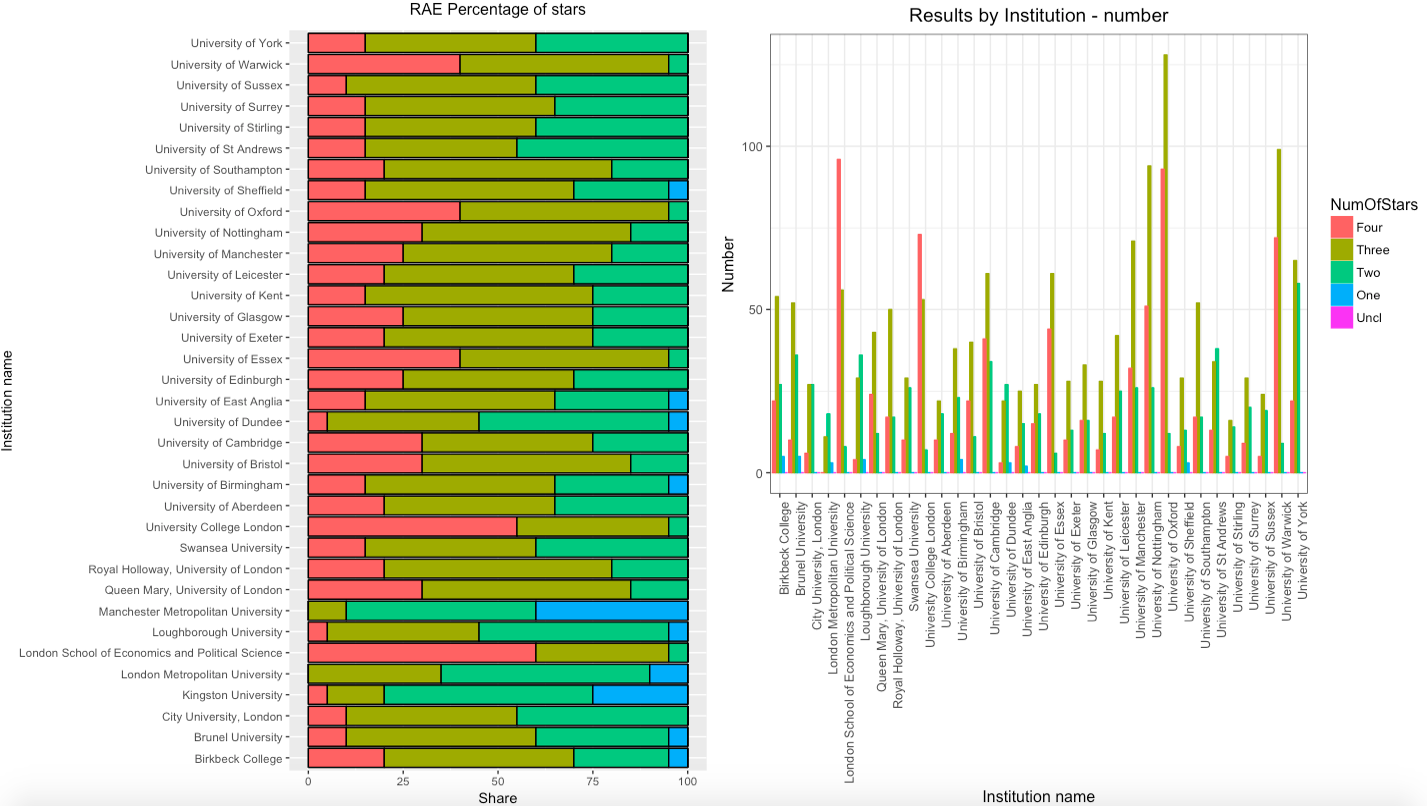 RAE Percentage of stars
Institution name
University of York
University of Warwick
University of Sussex
University of Surrey
University of Stirling
University of St Andrews
University of Southampton
University of Sheffield
University of Oxford
University of Nottingham
University of Manchester
University of Leicester
University of Kent
University of Glasgow
University of Exeter
University of Essex
University of Edinburgh
University of East Anglia
University of Dundee
University of Cambridge
University of Bristol
University of Birmingham
University of Aberdeen
University College London
Swansea University
Royal Holloway, University of London
Queen Mary, University of London
Manchester Metropolitan University
Loughborough University
London School of Economics and Political Science
London Metropolitan University
Kingston University
City University, London
Brunel University
Birkbeck College
0 25 50 75 100
Share
Results by Institution - number
Number
100
50
0
Birkbeck College
Brunel University
City University, London
London Metropolitan University
London School of Economics and Political Science
Loughborough University
Queen Mary, University of London
Royal Holloway, University of London
Swansea University
University College London
University of Aberdeen
University of Birmingham
University of Bristol
University of Cambridge
University of Dundee
University of East Anglia
University of Edinburgh
University of Essex
University of Exeter
University of Glasgow
University of Kent
University of Leicester
University of Manchester
University of Nottingham
University of Oxford
University of Sheffield
University of Southampton
University of St Andrews
University of Stirling
University of Surrey
University of Sussex
University of Warwick
University of York
Institution name
NumOfStars
Four
Three
Two
One
Uncl